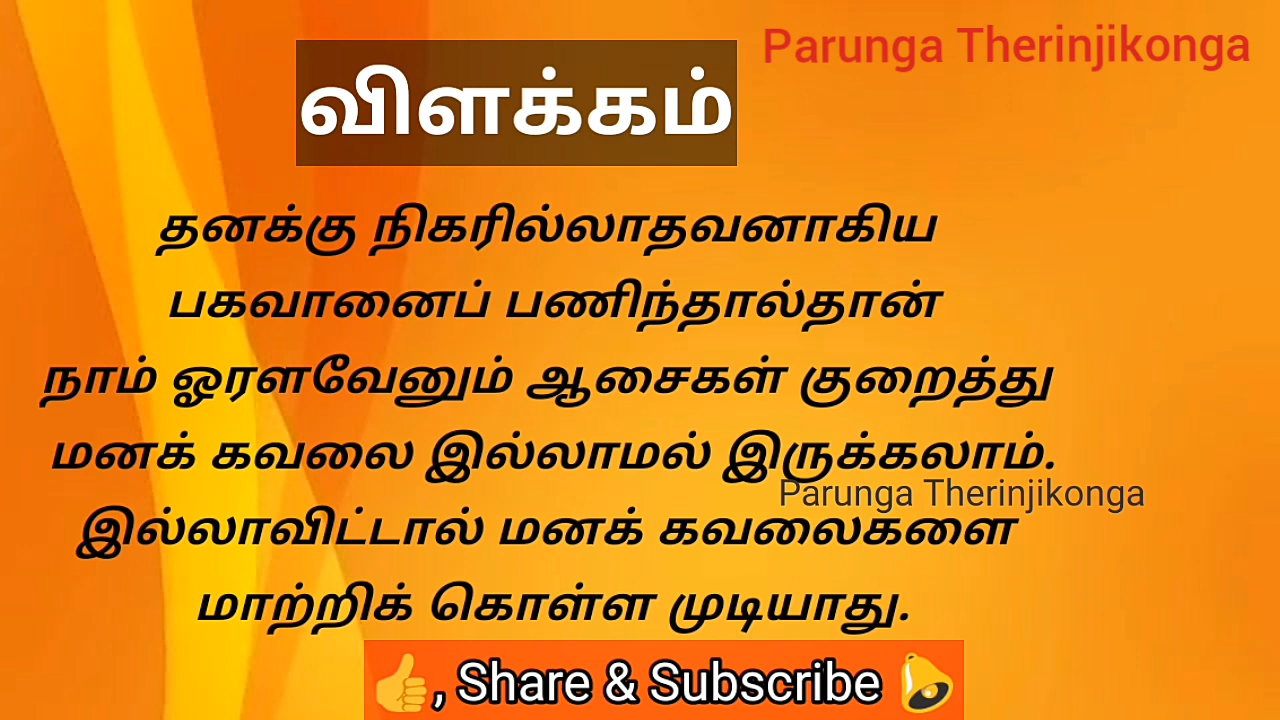 Parunga Therinjikonga
விளக்கம்
தனக்கு நிகரில்லாதவனாகிய
பகவானைப் பணிந்தால்தான்
நாம் ஓரளவேனும் ஆசைகள் குறைத்து
மனக் கவலை இல்லாமல் இருக்கலாம்.
Parunga Therinjikonga
இல்லாவிட்டால் மனக் கவலைகளை
மாற்றிக் கொள்ள முடியாது.
👍, Share & Subscribe 🔔